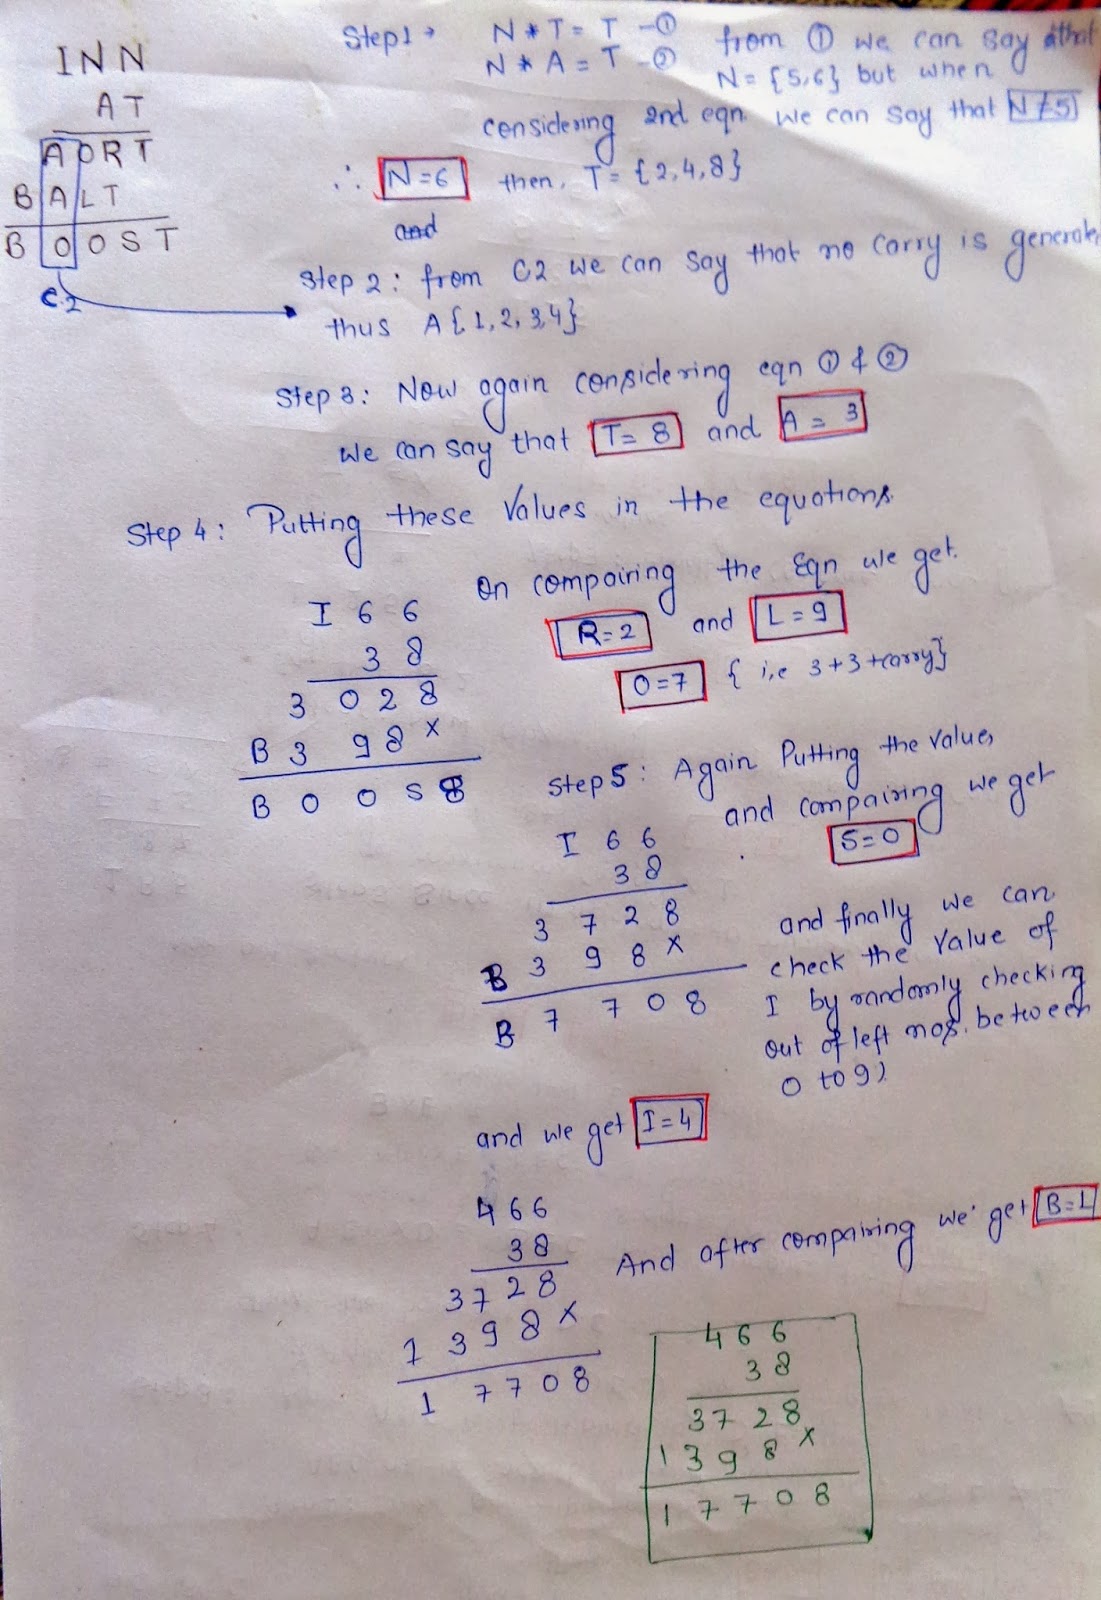 INN
AT
AORT
BALT
BOOST
C2
Step1 → N * T = T - ①
N * A = T - ②
from ① we can say that
N = {5,6} but when
considering 2nd eqn. we can say that N≠5
∴ N=6 then, T = {2,4,8}
and
Step 2: from C2 we can say that no carry is generate
thus A{1,2,3,4}
Step 3: Now again considering eqn ① & ②
we can say that T=8 and A=3
Step 4: Putting these values in the equations.
On compairing the Eqn we get.
R=2 and L=9
O=7 { i,e 3+3+carry}
I 6 6
3 8
3 O 2 8
B 3 9 8 x
B O O S 8
Step 5: Again Putting the value,
and compairing we get
S=0
I 6 6
3 8
3 7 2 8
B 3 9 8 x
B 7 7 0 8
and finally we can
check the value of
I by randomly checking
out of left nos. between
0 to 9)
and we get I=4
4 6 6
3 8
3 7 2 8
1 3 9 8 x
1 7 7 0 8
And after compairing we get B=1
4 6 6
3 8
3 7 2 8
1 3 9 8 x
1 7 7 0 8